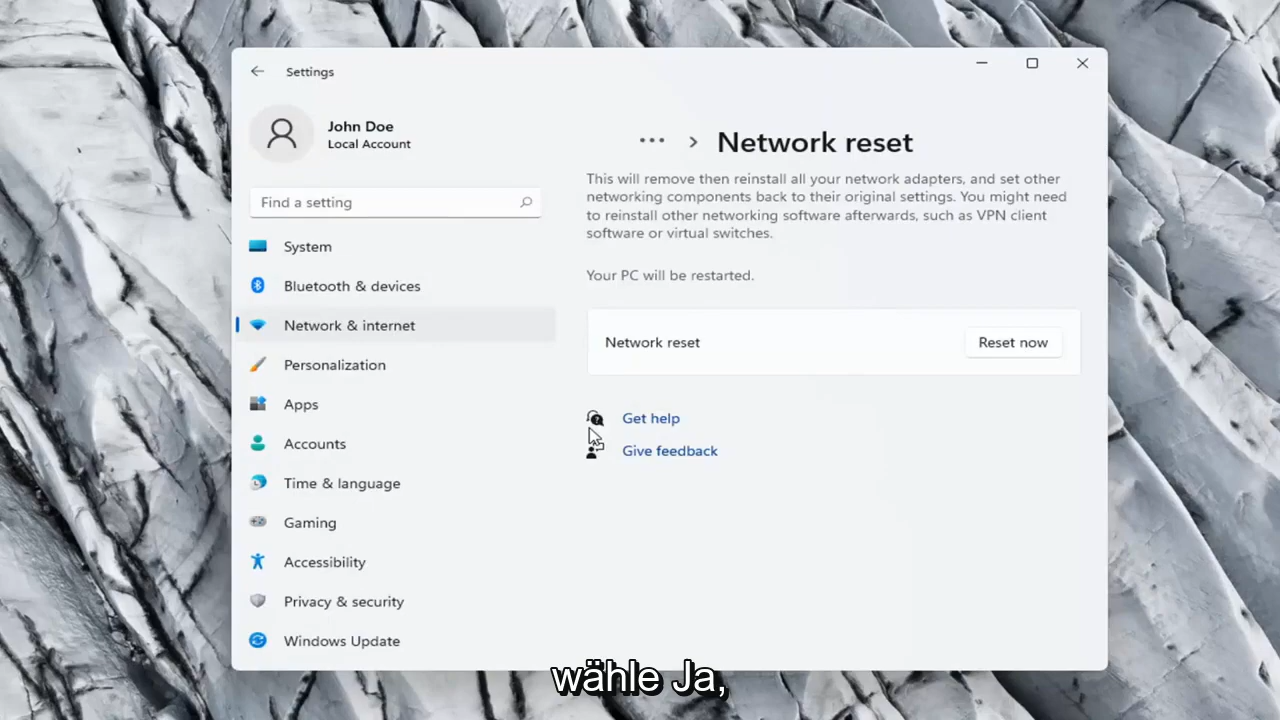 Settings
John Doe
Local Account
Find a setting
System
Bluetooth & devices
Network & internet
Personalization
Apps
Accounts
Time & language
Gaming
Accessibility
Privacy & security
Windows Update
... > Network reset
This will remove then reinstall all your network adapters, and set other
networking components back to their original settings. You might need
to reinstall other networking software afterwards, such as VPN client
software or virtual switches.
Your PC will be restarted.
Network reset
Reset now
Get help
Give feedback
wähle Ja,